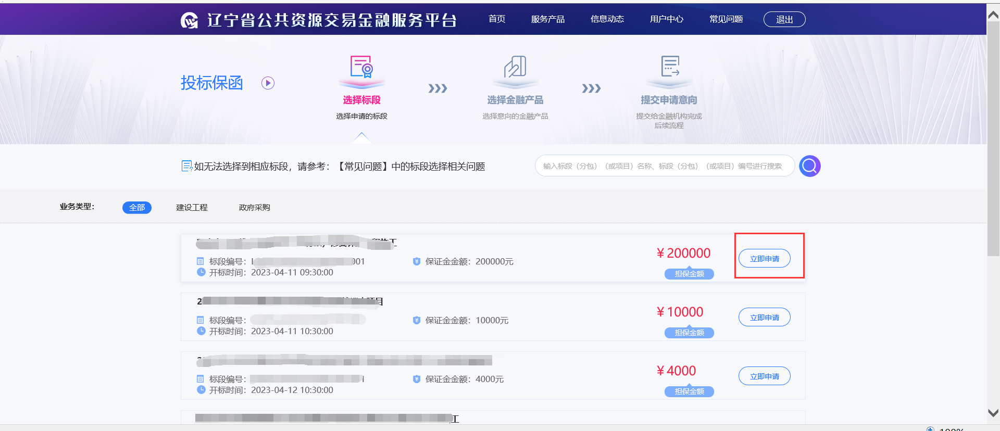 辽宁省公共资源交易金融服务平台
首页 服务产品 信息动态 用户中心 常见问题 退出
投标保函
选择标段
选择申请的标段
选择金融产品
选择意向的金融产品
提交申请意向
提交给金融机构完成
后续流程
如无法选择到相应标段，请参考：【常见问题】中的标段选择相关问题
输入标段（分包）（或项目）名称、标段（分包）（或项目）编号进行搜索
业务类型： 全部 建设工程 政府采购
标段编号： 001 保证金金额：200000元
开标时间：2023-04-11 09:30:00
¥200000
担保金额
立即申请
2 项目
标段编号： 保证金金额：10000元
开标时间：2023-04-11 10:30:00
¥10000
担保金额
立即申请
标段编号： 保证金金额：4000元
开标时间：2023-04-12 10:30:00
¥4000
担保金额
立即申请
工
100%